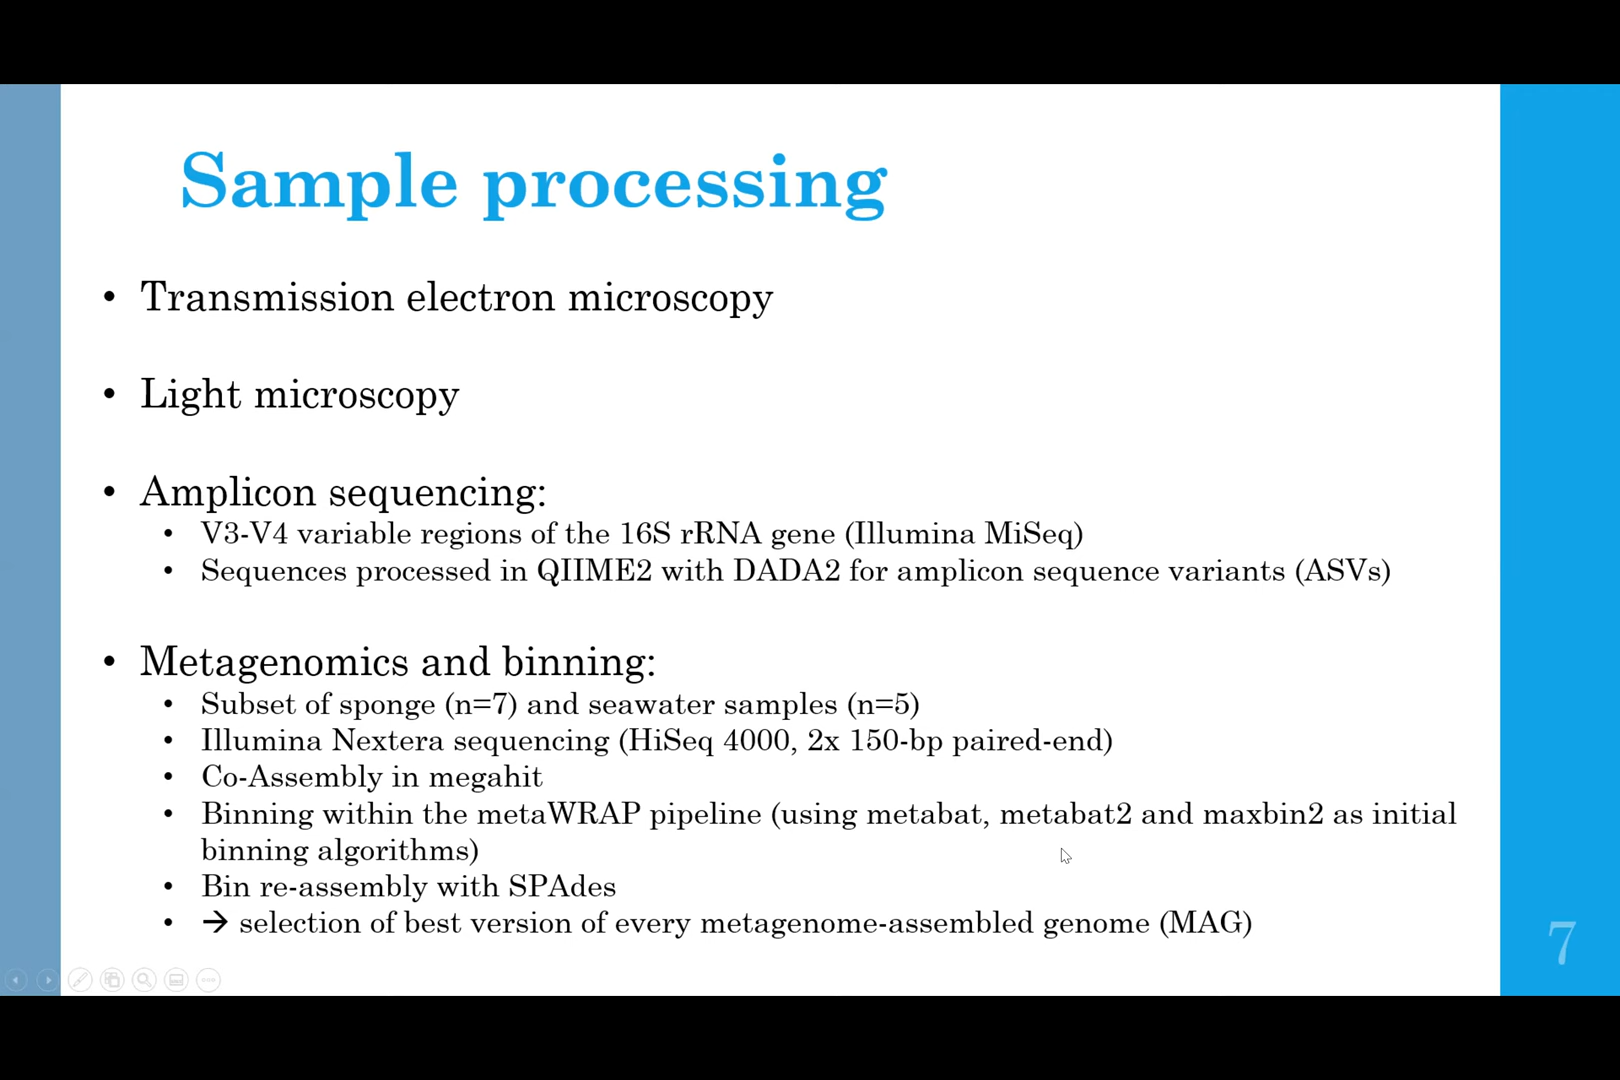 Sample processing
• Transmission electron microscopy
• Light microscopy
• Amplicon sequencing:
• V3-V4 variable regions of the 16S rRNA gene (Illumina MiSeq)
• Sequences processed in QIIME2 with DADA2 for amplicon sequence variants (ASVs)
• Metagenomics and binning:
• Subset of sponge (n=7) and seawater samples (n=5)
• Illumina Nextera sequencing (HiSeq 4000, 2x 150-bp paired-end)
• Co-Assembly in megahit
• Binning within the metaWRAP pipeline (using metabat, metabat2 and maxbin2 as initial
binning algorithms)
• Bin re-assembly with SPAdes
• → selection of best version of every metagenome-assembled genome (MAG)
7